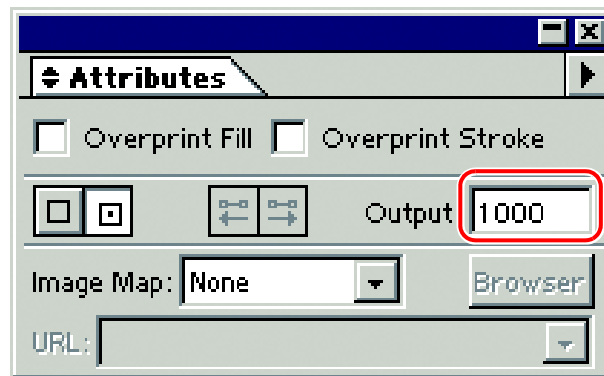 Attributes
Overprint Fill Overprint Stroke
Output 1000
Image Map: None Browser
URL: